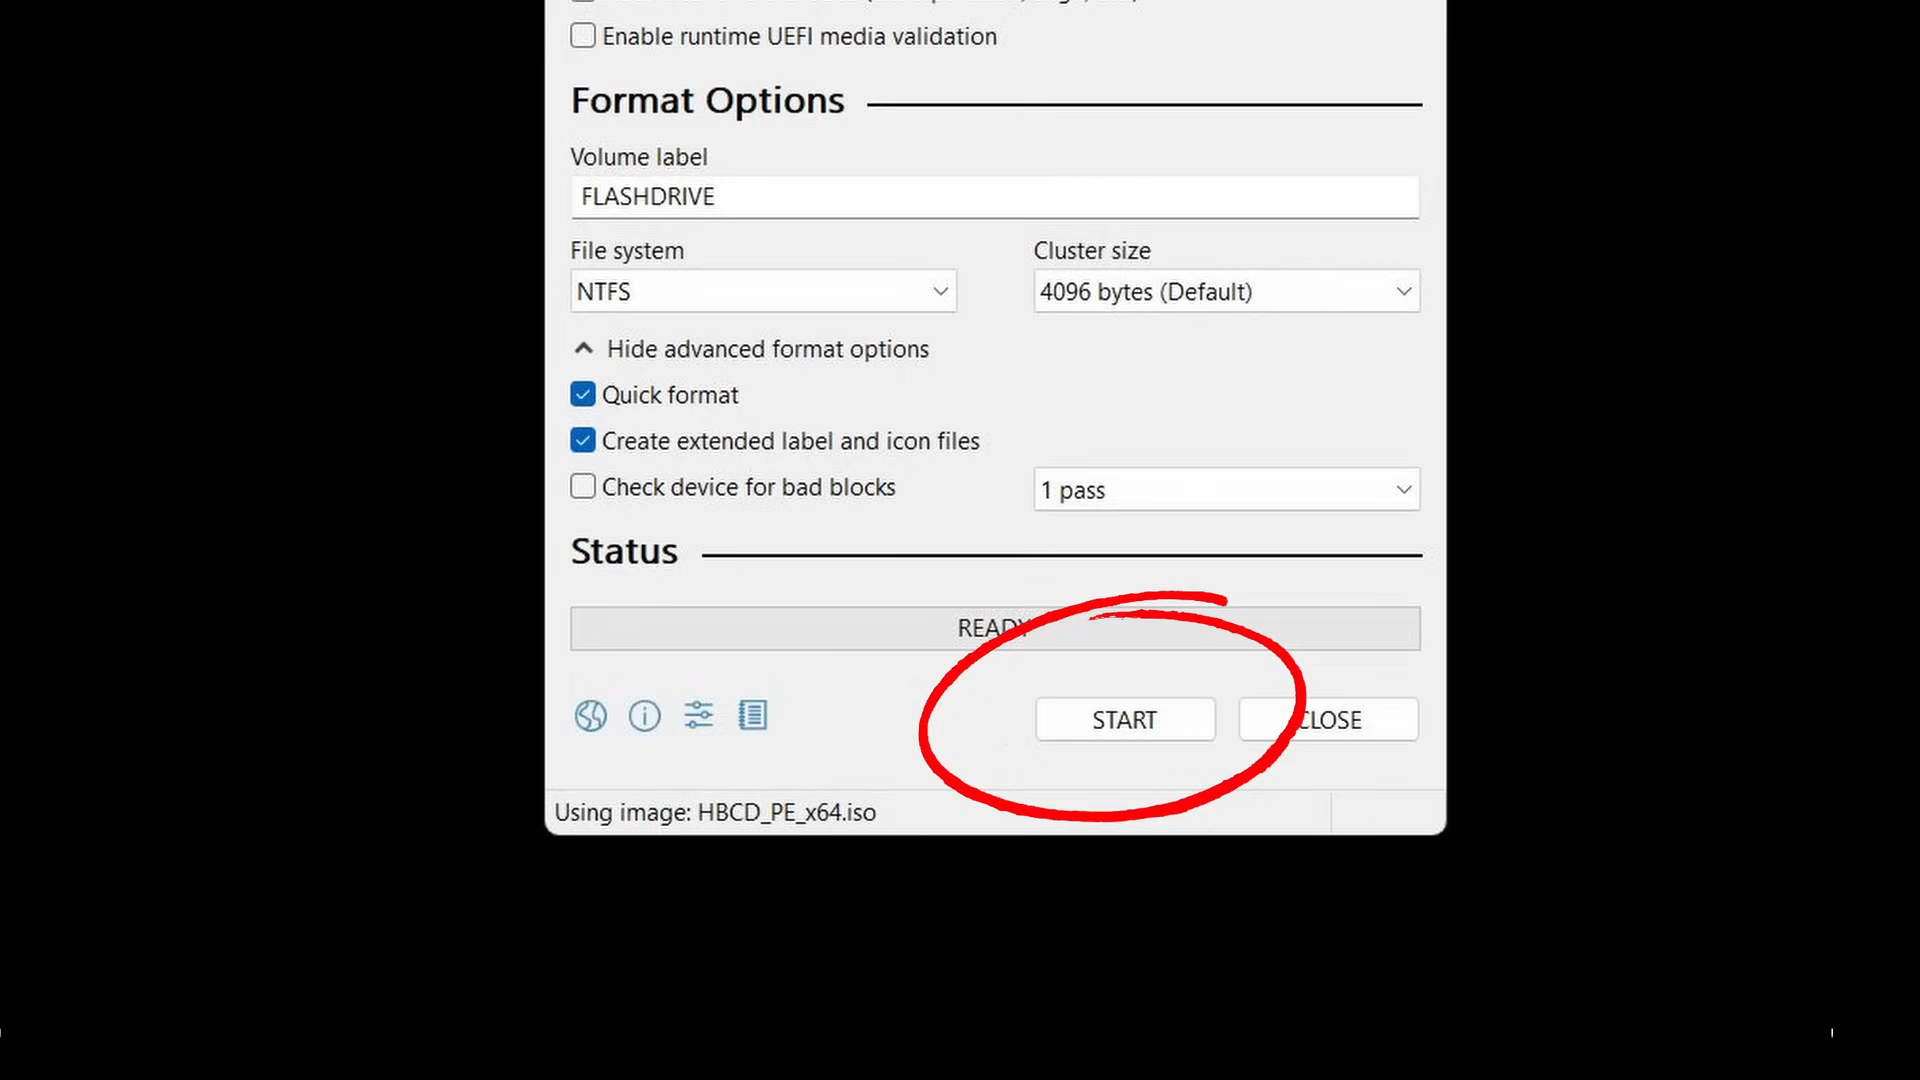 Enable runtime UEFI media validation
Format Options
Volume label
FLASHDRIVE
File system
Cluster size
NTFS
4096 bytes (Default)
Hide advanced format options
Quick format
Create extended label and icon files
Check device for bad blocks
1 pass
Status
READY
START
CLOSE
Using image: HBCD_PE_x64.iso